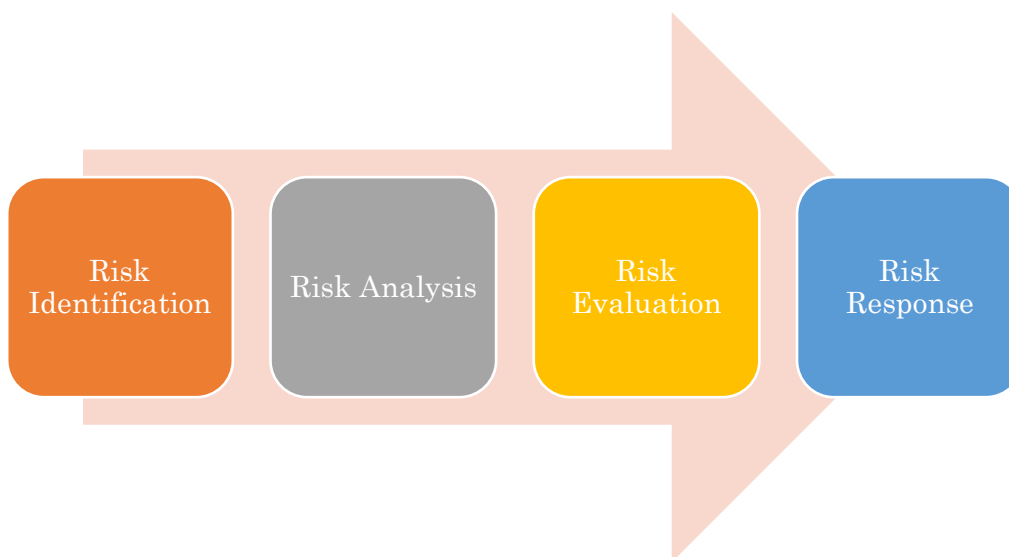 Risk
Identification
Risk Analysis
Risk
Evaluation
Risk
Response